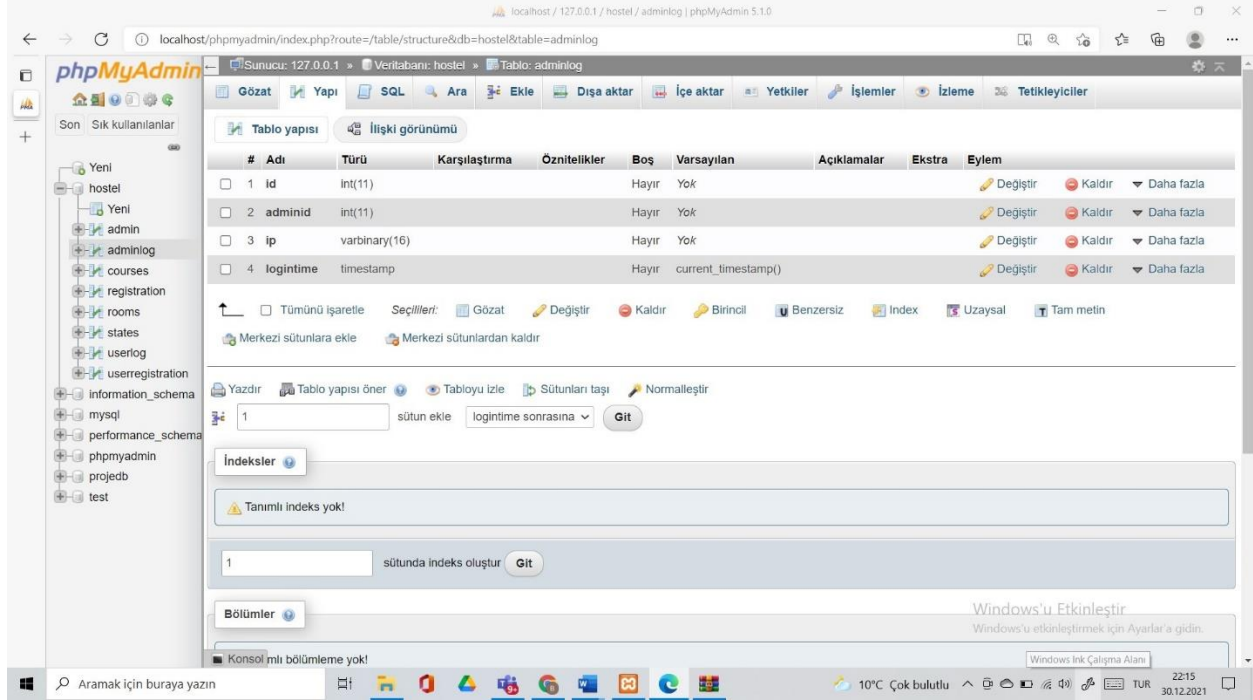 localhost / 127.0.0.1 / hostel / adminlog | phpMyAdmin 5.1.0
localhost/phpmyadmin/index.php?route=/table/structure&db=hostel&table=adminlog
phpMyAdmin
Son Sık kullanılanlar
Yeni
hostel
Yeni
admin
adminlog
courses
registration
rooms
states
userlog
userregistration
information_schema
mysql
performance_schema
phpmyadmin
projedb
test
Sunucu: 127.0.0.1 » Veritabanı: hostel » Tablo: adminlog
Gözat Yapı SQL Ara Ekle Dışa aktar İçe aktar Yetkiler İşlemler İzleme Tetikleyiciler
Tablo yapısı İlişki görünümü
# Adı Türü Karşılaştırma Öznitelikler Boş Varsayılan Açıklamalar Ekstra Eylem
1 id int(11) Hayır Yok Değiştir Kaldır Daha fazla
2 adminid int(11) Hayır Yok Değiştir Kaldır Daha fazla
3 ip varbinary(16) Hayır Yok Değiştir Kaldır Daha fazla
4 logintime timestamp Hayır current_timestamp() Değiştir Kaldır Daha fazla
Tümünü işaretle Seçilileri: Gözat Değiştir Kaldır Birincil Benzersiz Index Uzaysal Tam metin
Merkezi sütunlara ekle Merkezi sütunlardan kaldır
Yazdır Tablo yapısı öner Tabloyu izle Sütunları taşı Normalleştir
1 sütun ekle logintime sonrasına Git
İndeksler
Tanımlı indeks yok!
1 sütunda indeks oluştur Git
Bölümler
Konsol mlı bölümleme yok!
Windows'u Etkinleştir
Windows'u etkinleştirmek için Ayarlar'a gidin.
Windows Ink Çalışma Alanı
Aramak için buraya yazın
10°C Çok bulutlu
TUR
22:15
30.12.2021